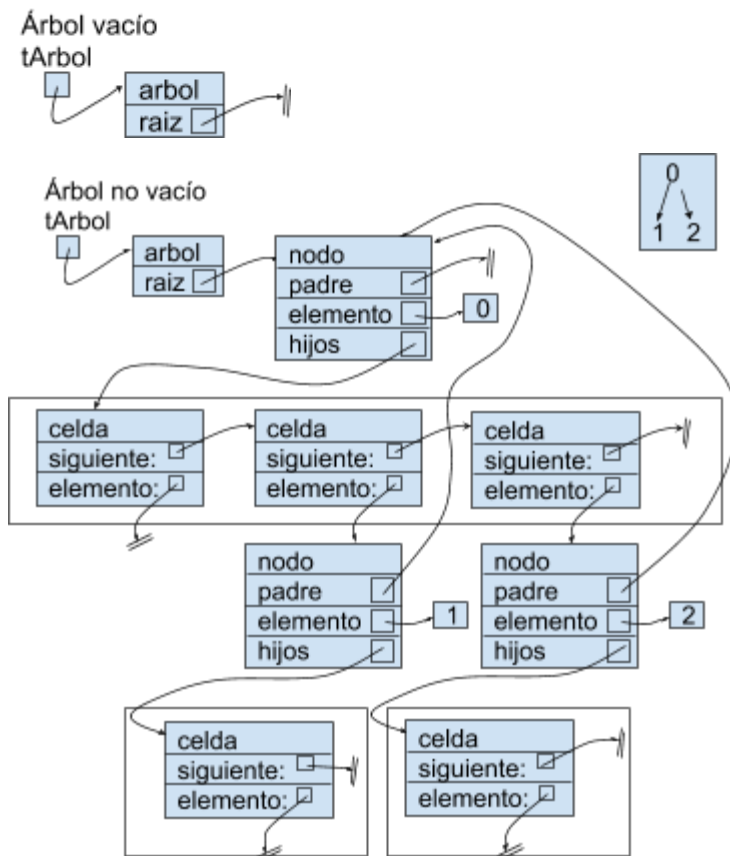 Árbol vacío
tArbol
arbol
raiz
Árbol no vacío
tArbol
arbol
raiz
nodo
padre
elemento
hijos
0
0
1 2
celda
siguiente:
elemento:
celda
siguiente:
elemento:
celda
siguiente:
elemento:
nodo
padre
elemento
hijos
1
nodo
padre
elemento
hijos
2
celda
siguiente:
elemento:
celda
siguiente:
elemento: